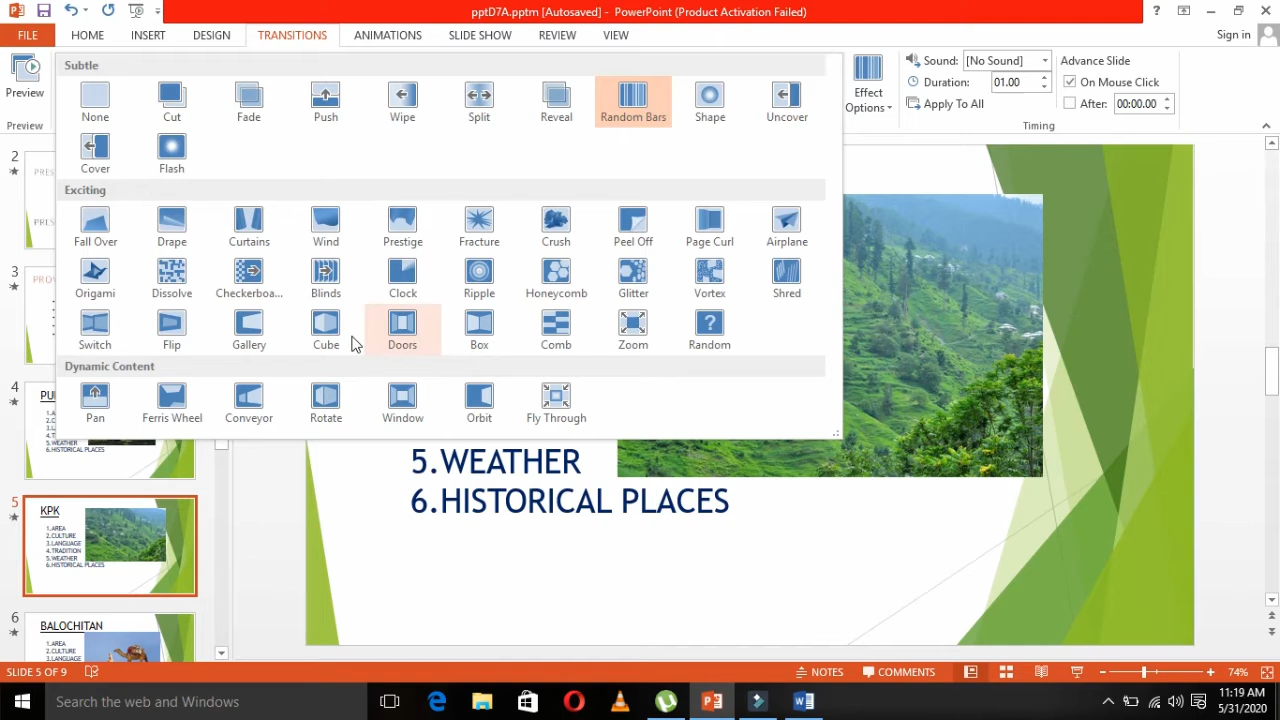 pptD7A.pptm [Autosaved] - PowerPoint (Product Activation Failed)
FILE HOME INSERT DESIGN TRANSITIONS ANIMATIONS SLIDE SHOW REVIEW VIEW Sign in
Preview
Preview
Subtle
None Cut Fade Push Wipe Split Reveal Random Bars Shape Uncover
Cover Flash
Exciting
Fall Over Drape Curtains Wind Prestige Fracture Crush Peel Off Page Curl Airplane
Origami Dissolve Checkerboa... Blinds Clock Ripple Honeycomb Glitter Vortex Shred
Switch Flip Gallery Cube Doors Box Comb Zoom Random
Dynamic Content
Pan Ferris Wheel Conveyor Rotate Window Orbit Fly Through
Effect
Options
Sound: [No Sound]
Duration: 01.00
Apply To All
Advance Slide
On Mouse Click
After: 00:00.00
Timing
2
3
4
5.WEATHER
6.HISTORICAL PLACES
5
KPK
1.AREA
2.CULTURE
3.LANGUAGE
4.TRADITION
5.WEATHER
6.HISTORICAL PLACES
6
BALOCHITAN
1.AREA
2.CULTURE
3.LANGUAGE
5.WEATHER
6.HISTORICAL PLACES
SLIDE 5 OF 9 NOTES COMMENTS 74%
Search the web and Windows
11:19 AM
5/31/2020